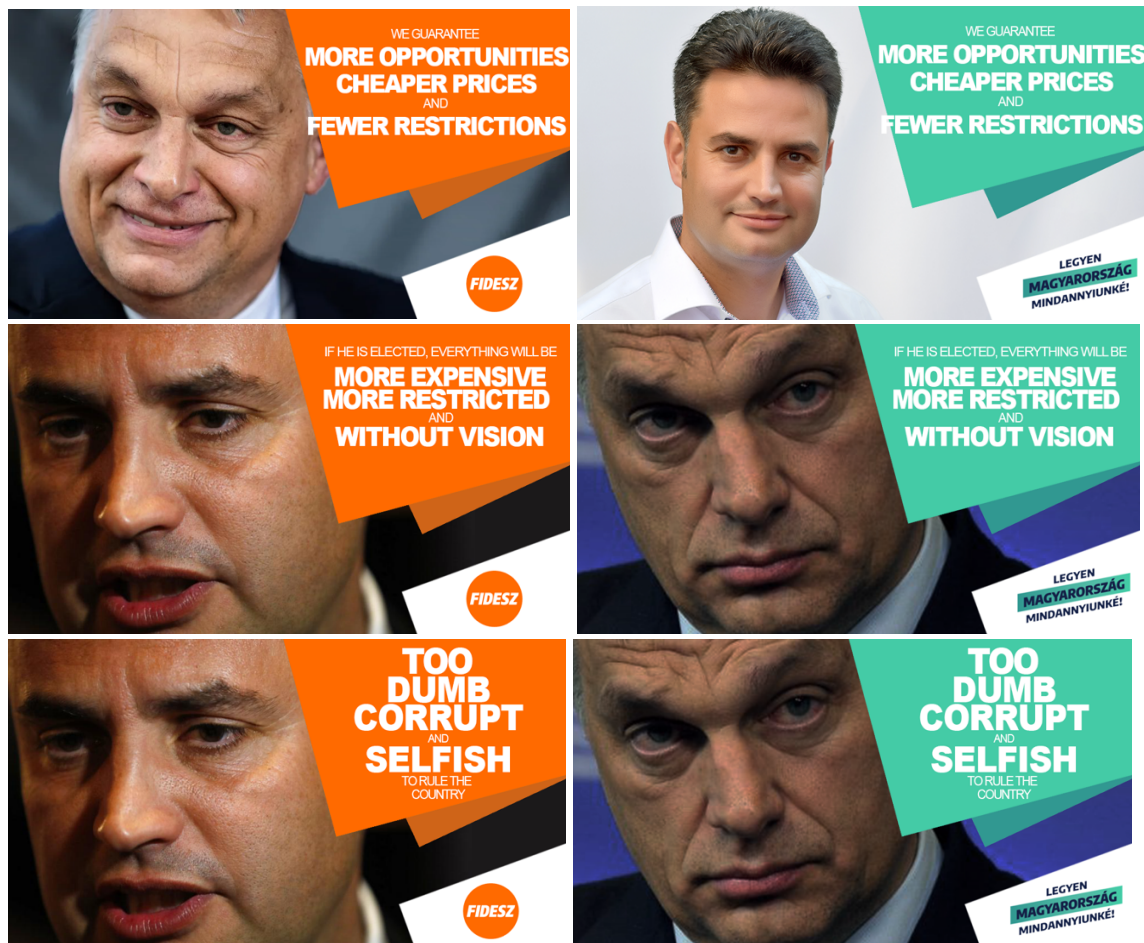 WE GUARANTEE
MORE OPPORTUNITIES
CHEAPER PRICES
AND
FEWER RESTRICTIONS
FIDESZ
WE GUARANTEE
MORE OPPORTUNITIES
CHEAPER PRICES
AND
FEWER RESTRICTIONS
LEGYEN
MAGYARORSZÁG
MINDANNYIUNKÉ!
IF HE IS ELECTED, EVERYTHING WILL BE
MORE EXPENSIVE
MORE RESTRICTED
AND
WITHOUT VISION
FIDESZ
IF HE IS ELECTED, EVERYTHING WILL BE
MORE EXPENSIVE
MORE RESTRICTED
AND
WITHOUT VISION
LEGYEN
MAGYARORSZÁG
MINDANNYIUNKÉ!
TOO
DUMB
CORRUPT
AND
SELFISH
TO RULE THE
COUNTRY
FIDESZ
TOO
DUMB
CORRUPT
AND
SELFISH
TO RULE THE
COUNTRY
LEGYEN
MAGYARORSZÁG
MINDANNYIUNKÉ!